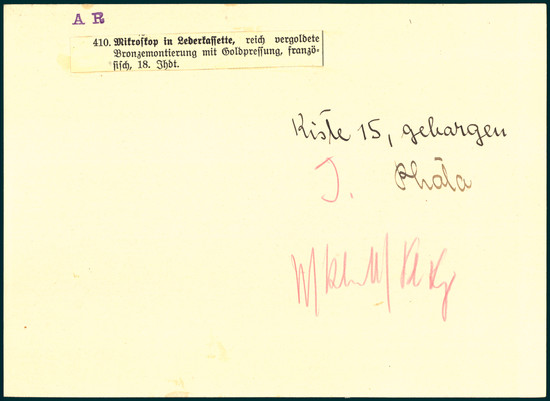 A R
410. Mikroskop in Lederkassette, reich vergoldete
Bronzemontierung mit Goldpressung, franzö-
sisch, 18. Jhdt.
Kiste 15, geborgen
J.